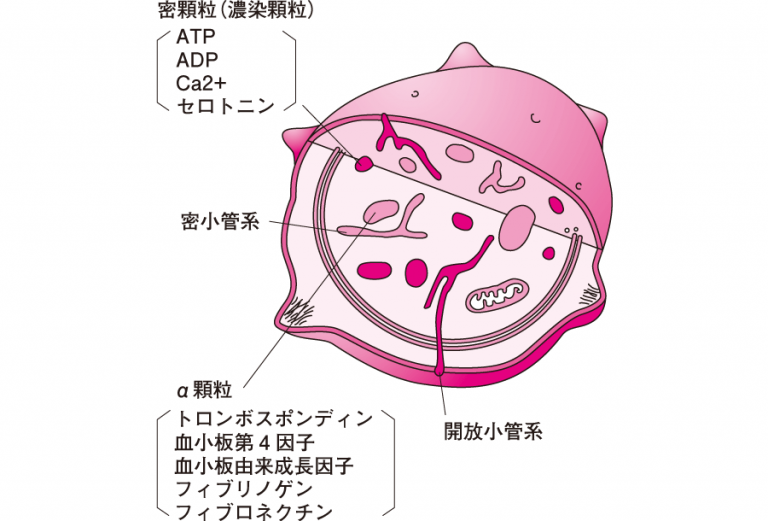 密顆粒（濃染顆粒）
ATP
ADP
Ca2+
セロトニン
密小管系
α顆粒
トロンボスポンディン
血小板第4因子
血小板由来成長因子
フィブリノゲン
フィブロネクチン
開放小管系